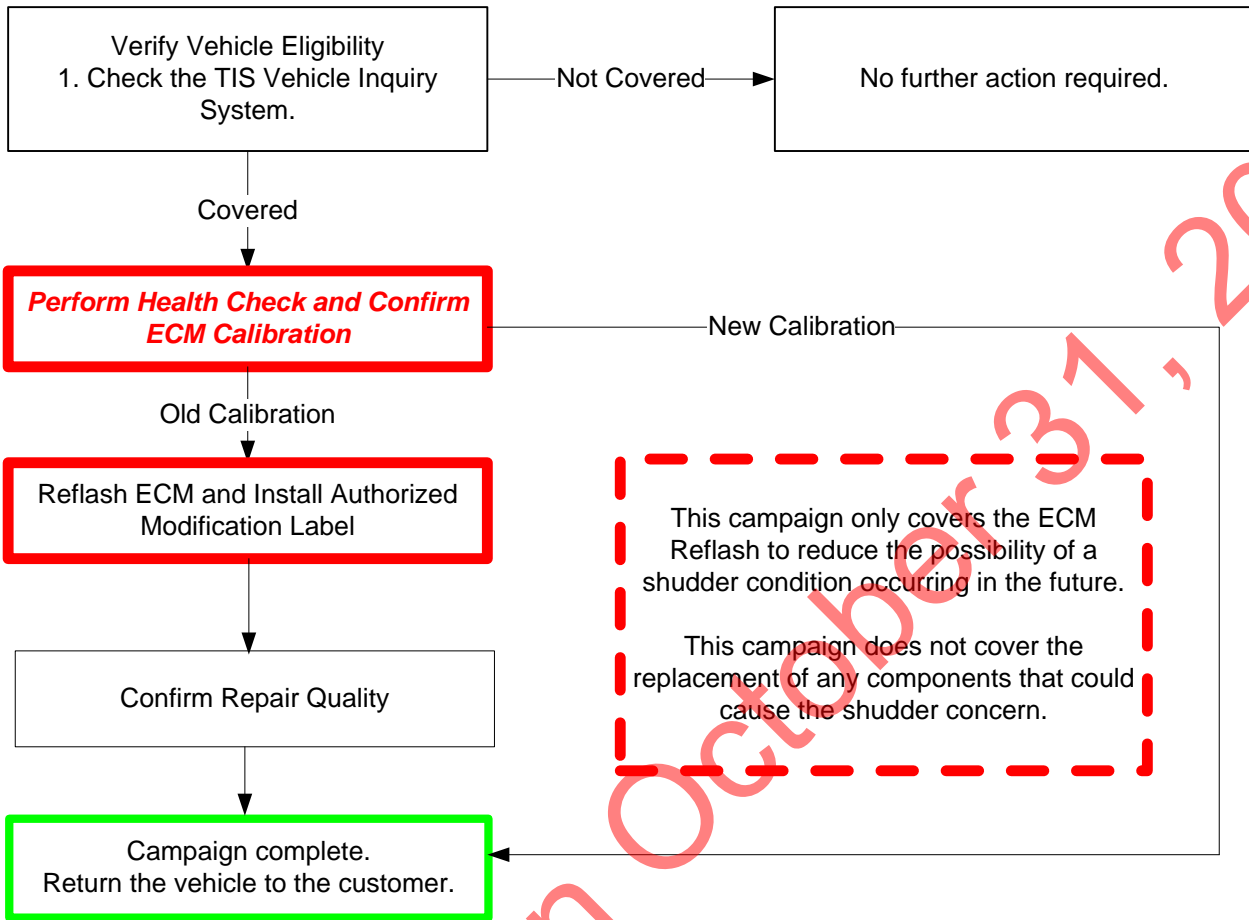 Verify Vehicle Eligibility
1. Check the TIS Vehicle Inquiry
System.
Not Covered
No further action required.
Covered
Perform Health Check and Confirm
ECM Calibration
New Calibration
Old Calibration
Reflash ECM and Install Authorized
Modification Label
This campaign only covers the ECM
Reflash to reduce the possibility of a
shudder condition occurring in the future.
This campaign does not cover the
replacement of any components that could
cause the shudder concern.
Confirm Repair Quality
Campaign complete.
Return the vehicle to the customer.
October 31,